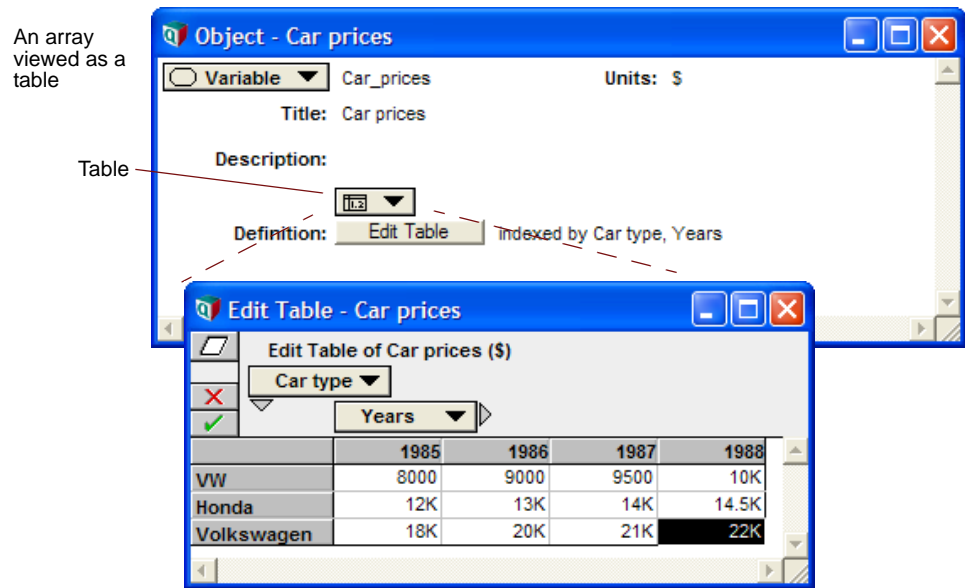 An array
viewed as a
table
Object - Car prices
Variable Car_prices Units: $
Title: Car prices
Description:
Table
1.2
Definition: Edit Table indexed by Car type, Years
Edit Table - Car prices
Edit Table of Car prices ($)
Car type
Years
1985 1986 1987 1988
VW 8000 9000 9500 10K
Honda 12K 13K 14K 14.5K
Volkswagen 18K 20K 21K 22K